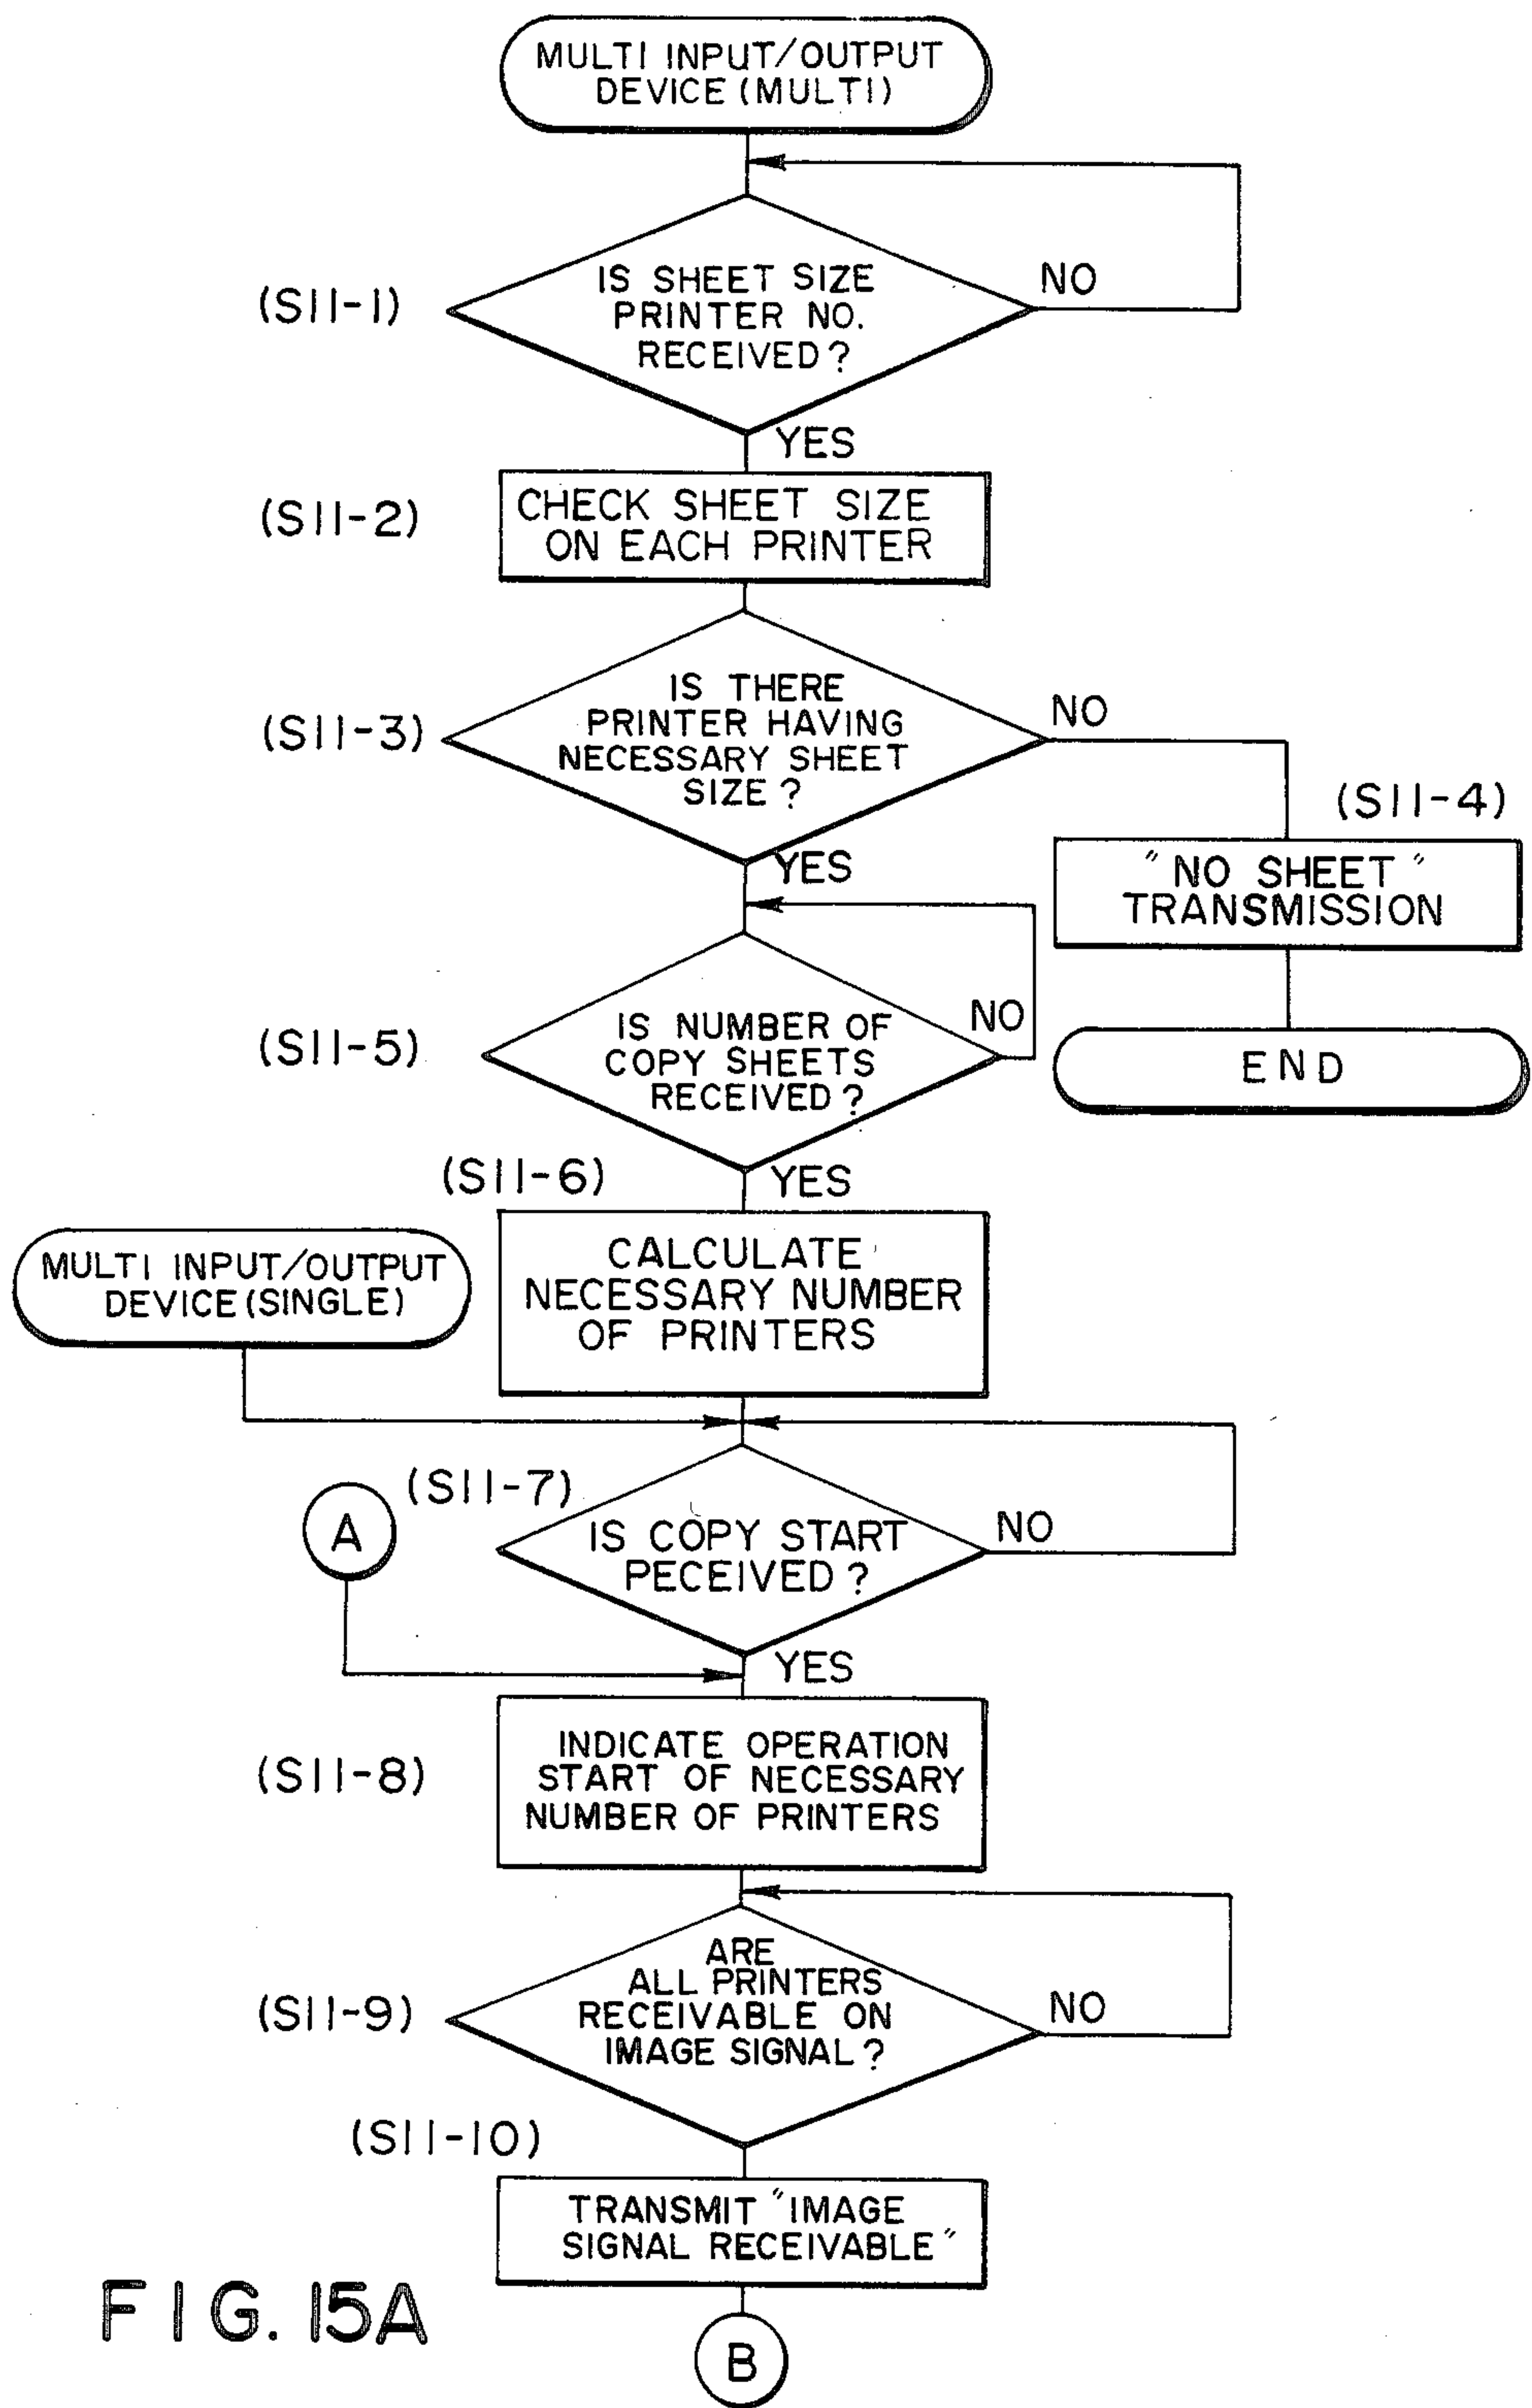 MULTI INPUT/OUTPUT
DEVICE (MULTI)
(S11-1)
IS SHEET SIZE
PRINTER NO.
RECEIVED?
NO
YES
(S11-2)
CHECK SHEET SIZE
ON EACH PRINTER
(S11-3)
IS THERE
PRINTER HAVING
NECESSARY SHEET
SIZE?
NO
(S11-4)
"NO SHEET"
TRANSMISSION
END
YES
(S11-5)
IS NUMBER OF
COPY SHEETS
RECEIVED?
NO
YES
(S11-6)
CALCULATE
NECESSARY NUMBER
OF PRINTERS
MULTI INPUT/OUTPUT
DEVICE (SINGLE)
(S11-7)
IS COPY START
PECEIVED?
NO
A
YES
(S11-8)
INDICATE OPERATION
START OF NECESSARY
NUMBER OF PRINTERS
(S11-9)
ARE
ALL PRINTERS
RECEIVABLE ON
IMAGE SIGNAL?
NO
(S11-10)
TRANSMIT "IMAGE
SIGNAL RECEIVABLE"
B
FIG. 15A